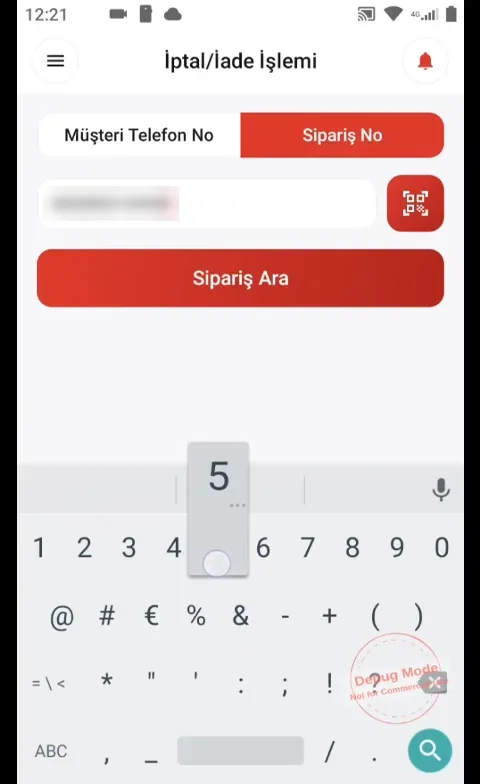 12:21
4G
İptal/İade İşlemi
Müşteri Telefon No
Sipariş No
Sipariş Ara
5
...
1 2 3 4 6 7 8 9 0
@ # € % & - + ( )
= \ < * " ' : ; ! ?
Debug Mode
Not for Commer
ABC , _ / .